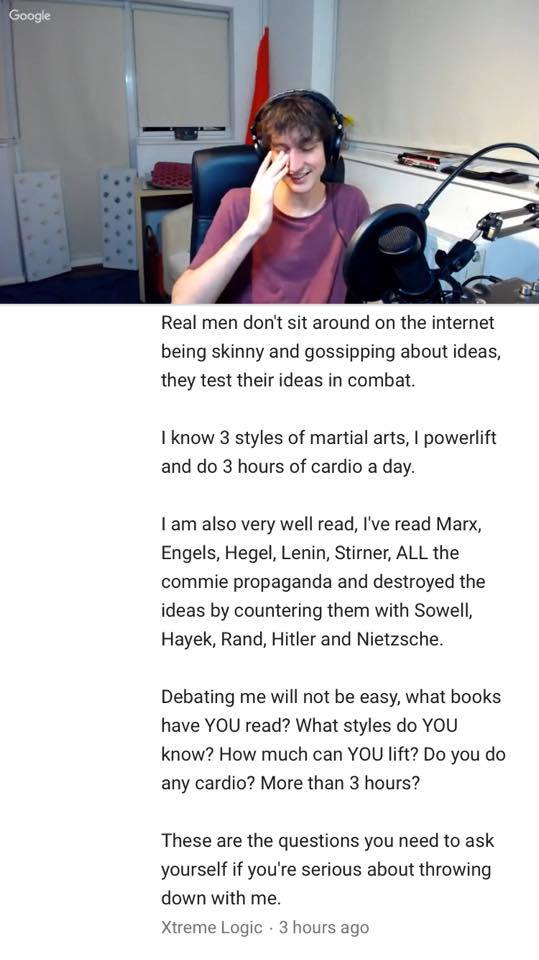 Google
Real men don't sit around on the internet
being skinny and gossipping about ideas,
they test their ideas in combat.
I know 3 styles of martial arts, I powerlift
and do 3 hours of cardio a day.
I am also very well read, I've read Marx,
Engels, Hegel, Lenin, Stirner, ALL the
commie propaganda and destroyed the
ideas by countering them with Sowell,
Hayek, Rand, Hitler and Nietzsche.
Debating me will not be easy, what books
have YOU read? What styles do YOU
know? How much can YOU lift? Do you do
any cardio? More than 3 hours?
These are the questions you need to ask
yourself if you're serious about throwing
down with me.
Xtreme Logic · 3 hours ago